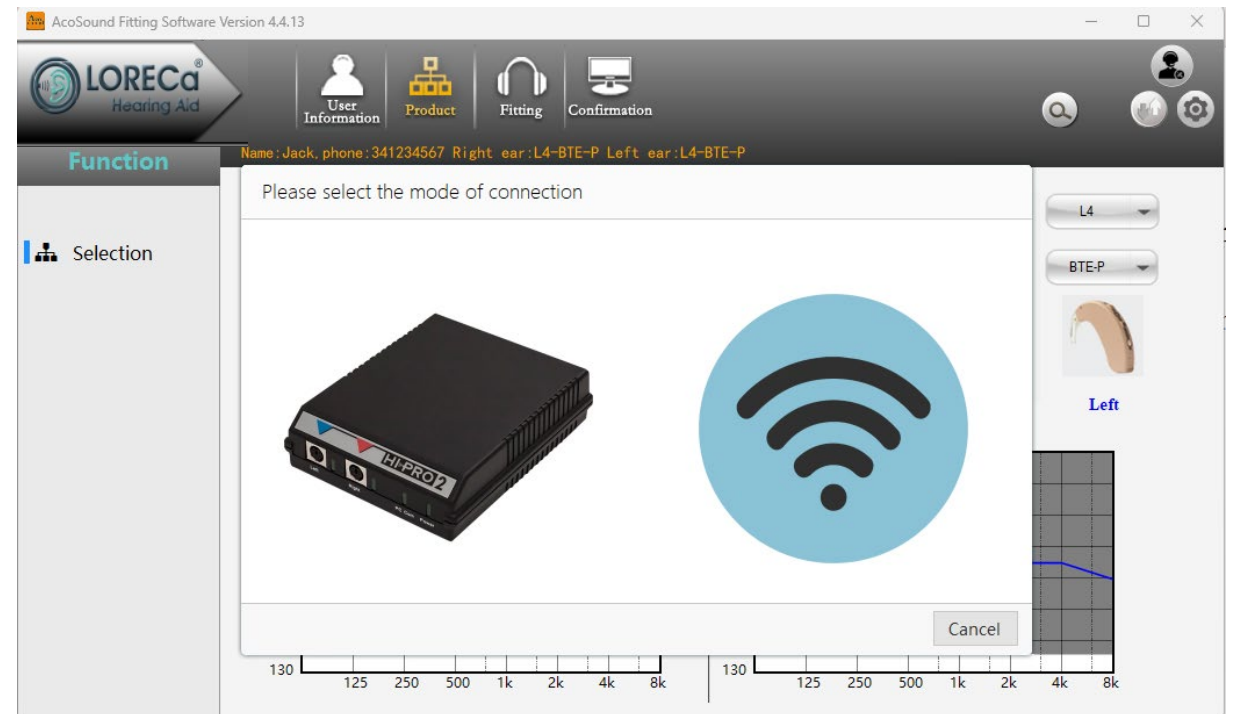 AcoSound Fitting Software Version 4.4.13
LORECa®
Hearing Aid
User
Information
Product
Fitting
Confirmation
Function
Name:Jack, phone:341234567 Right ear:L4-BTE-P Left ear:L4-BTE-P
Please select the mode of connection
Selection
L4
BTE-P
Left
HI-PRO 2
Left
Right
PC Com
Power
Cancel
130
125 250 500 1k 2k 4k 8k
130
125 250 500 1k 2k 4k 8k